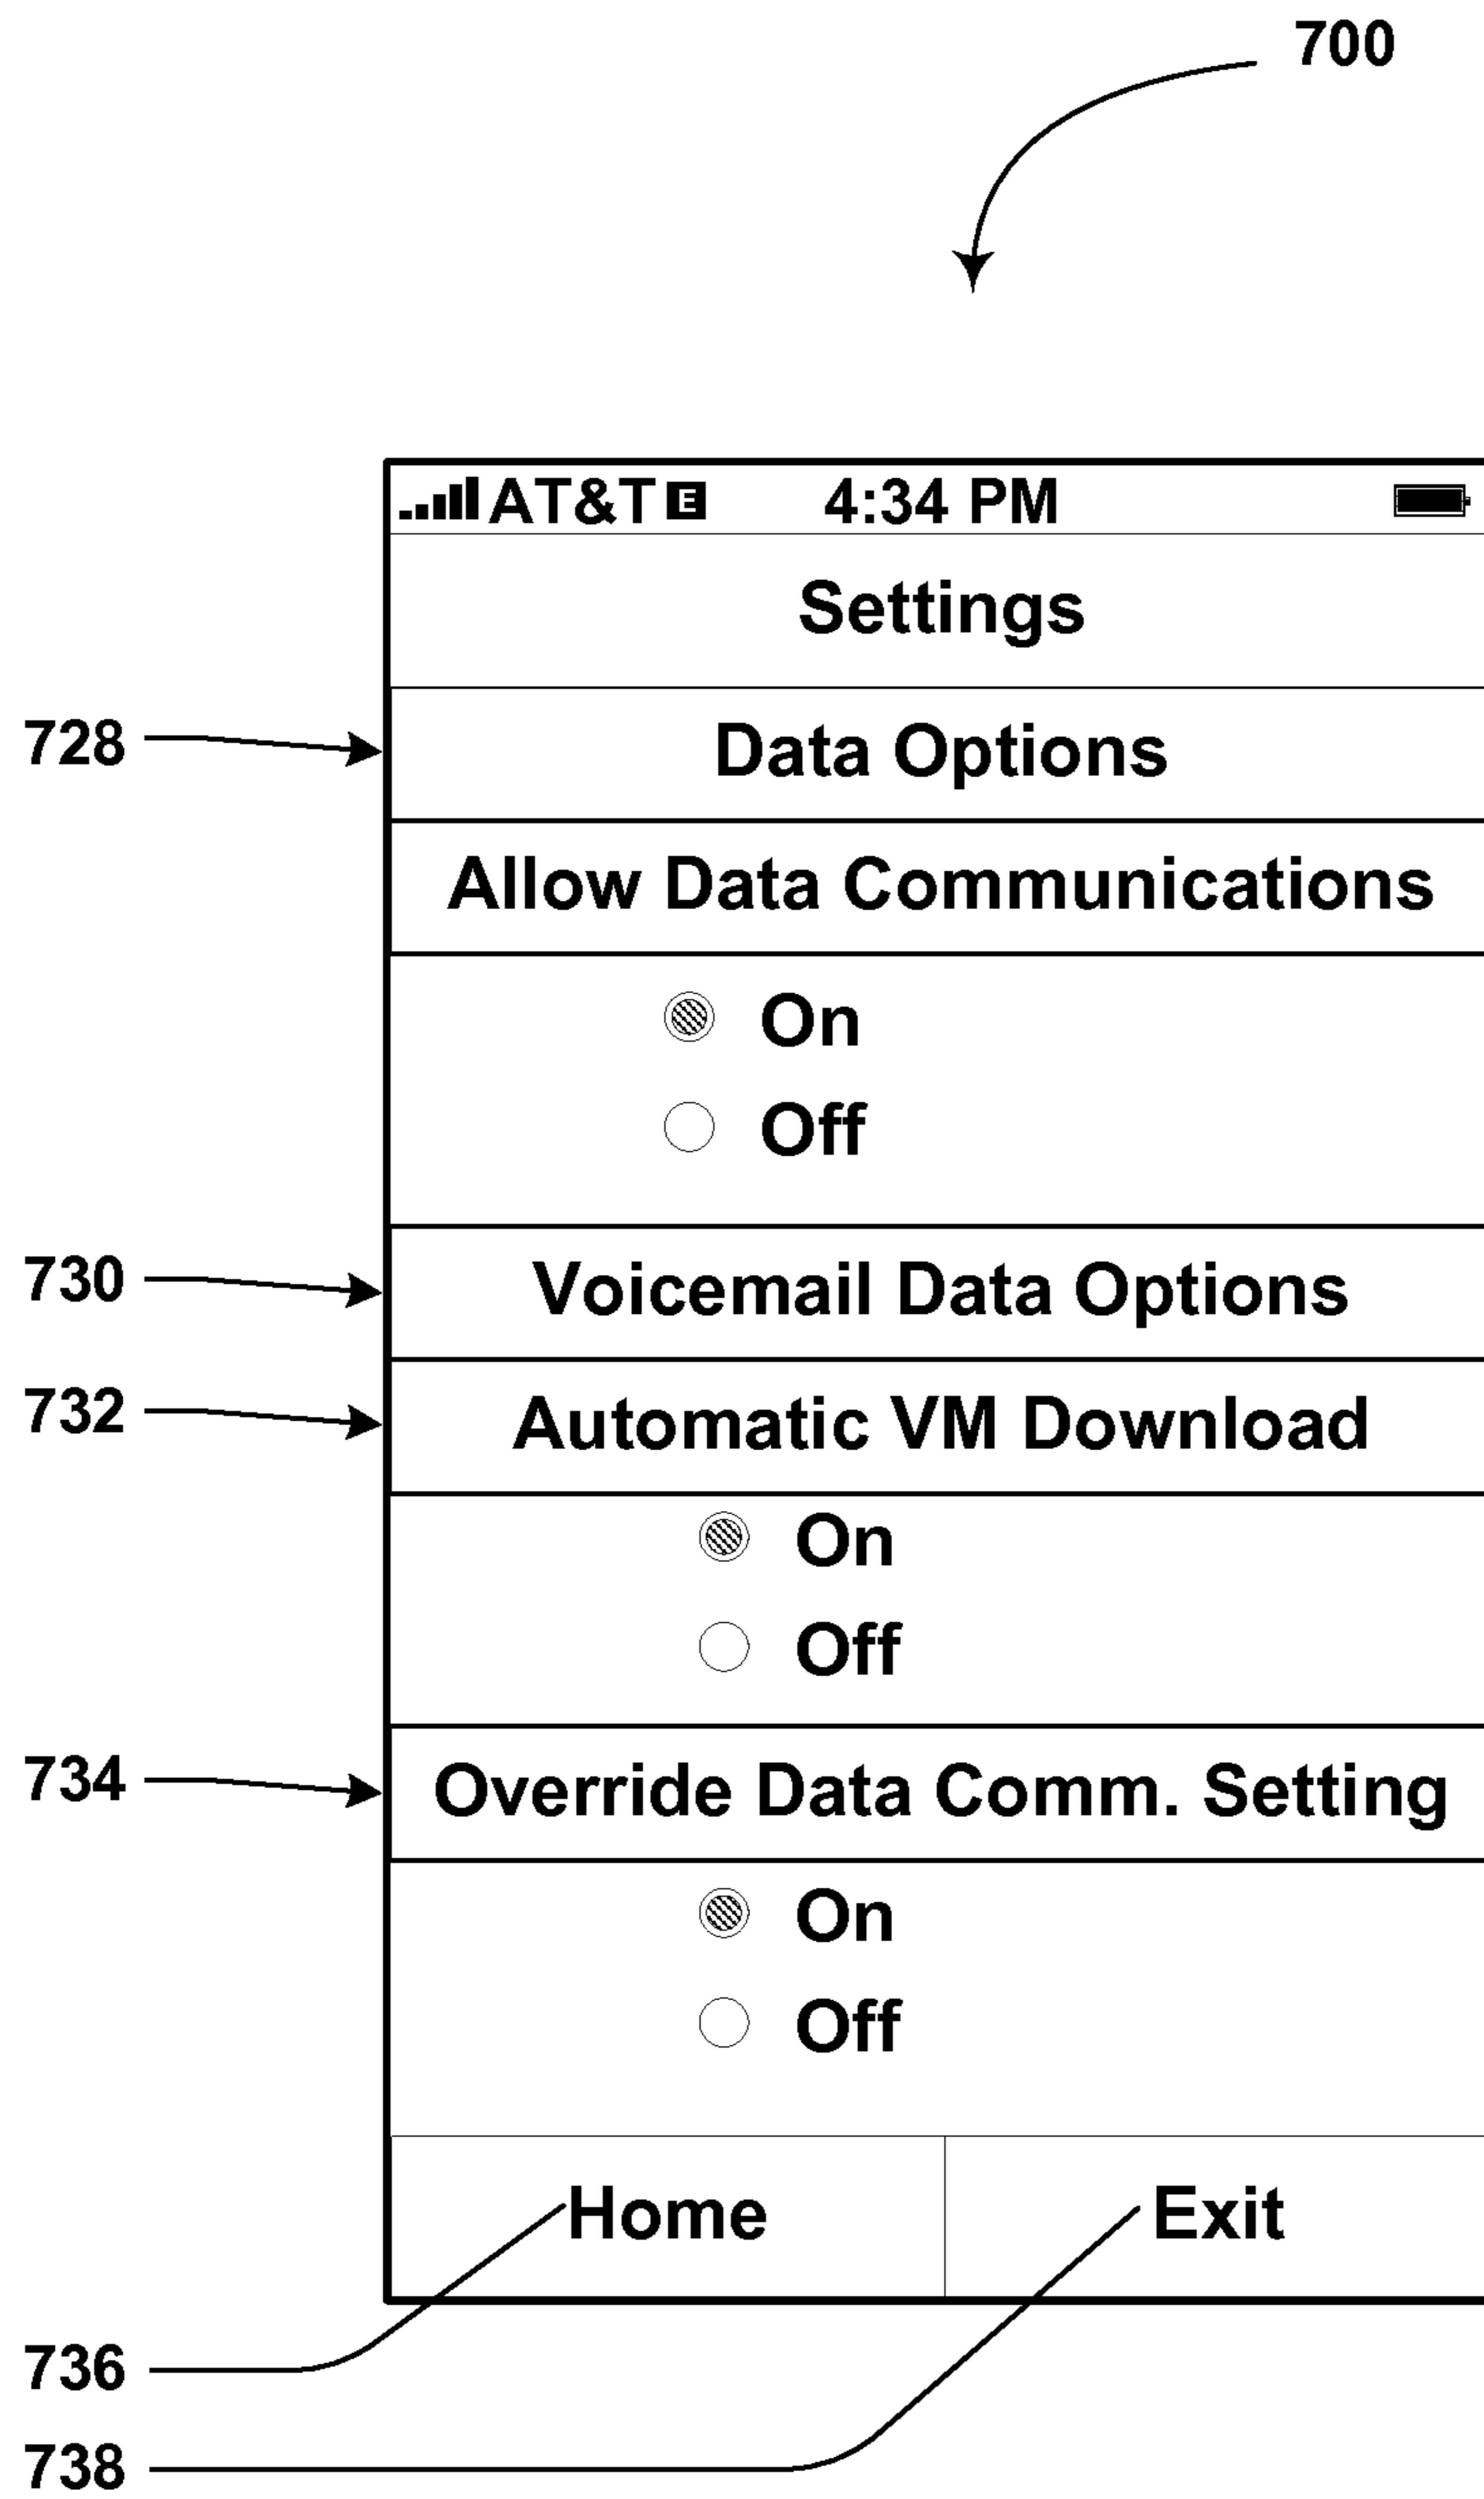 700
AT&T E 4:34 PM
Settings
728 Data Options
Allow Data Communications
On
Off
730 Voicemail Data Options
732 Automatic VM Download
On
Off
734 Override Data Comm. Setting
On
Off
Home Exit
736
738